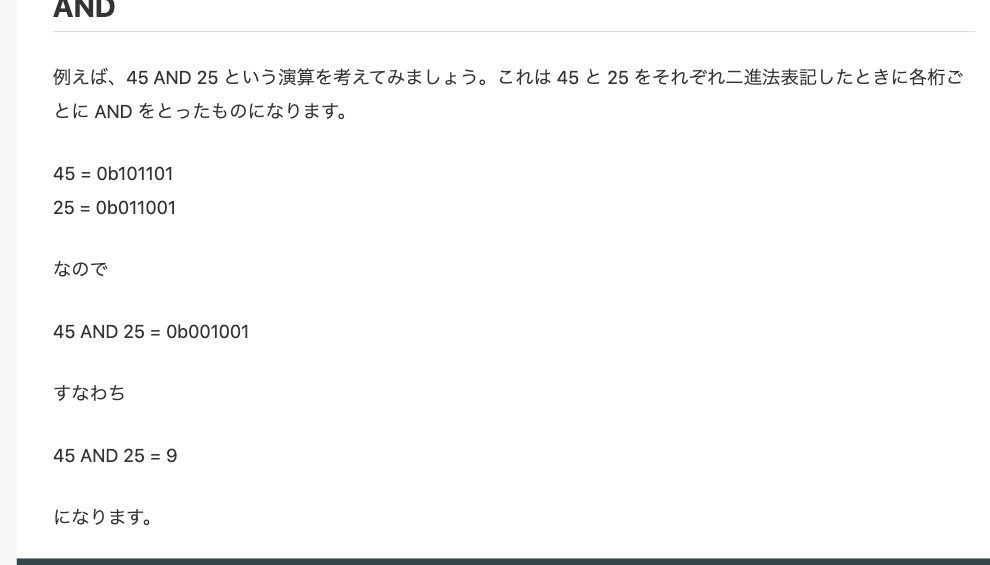 AND
例えば、45 AND 25 という演算を考えてみましょう。これは 45 と 25 をそれぞれ二進法表記したときに各桁ご
とに AND をとったものになります。
45 = 0b101101
25 = 0b011001
なので
45 AND 25 = 0b001001
すなわち
45 AND 25 = 9
になります。